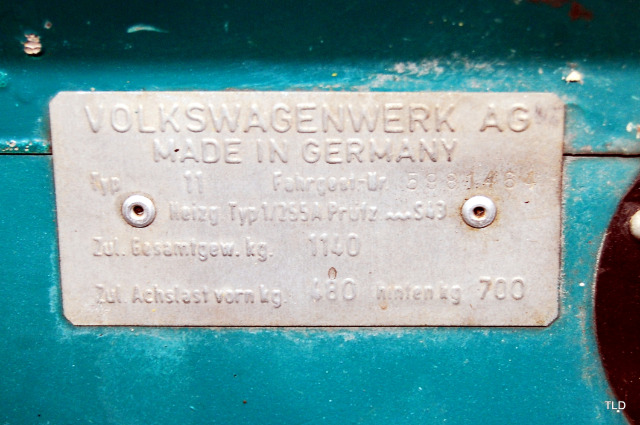 VOLKSWAGENWERK AG
MADE IN GERMANY
Typ 11 Fahrgest-Nr.
Heizg. Typ 1/255A Prüfz. S49
Zul. Gesamtgew. kg. 1140
Zul. Achslast vorn kg. 480 hinten kg 700
TLD